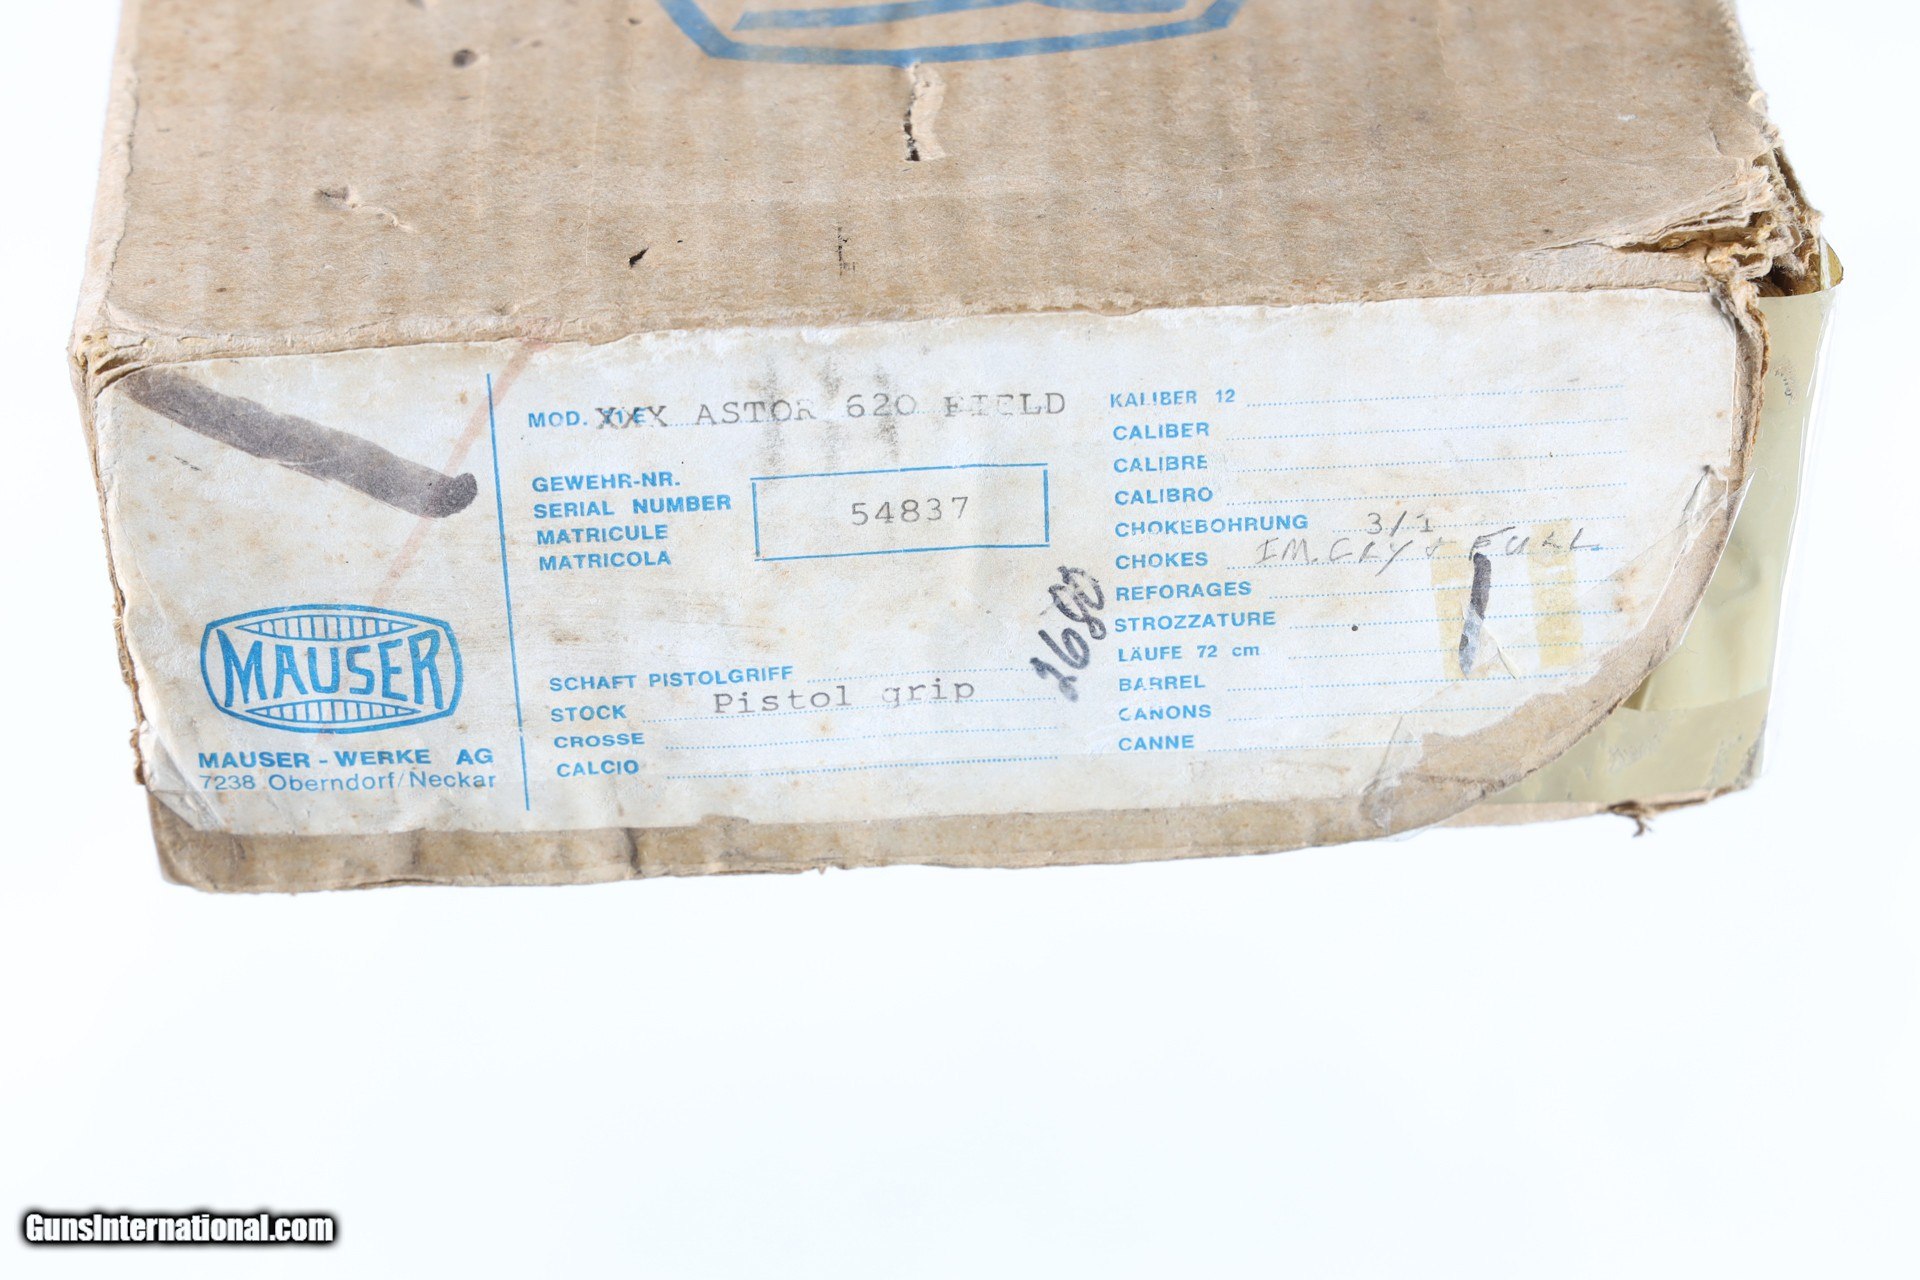 MOD. XXX ASTOR 620 FIELD
GEWEHR-NR.
SERIAL NUMBER
MATRICULE
MATRICOLA
54837
SCHAFT PISTOLGRIFF
STOCK Pistol grip
CROSSE
CALCIO
2680
KALIBER 12
CALIBER
CALIBRE
CALIBRO
CHOKEBOHRUNG 3/1
CHOKES IM. CLY & FULL
REFORAGES
STROZZATURE
LÄUFE 72 cm
BARREL
CANONS
CANNE
MAUSER
MAUSER-WERKE AG
7238 Oberndorf/Neckar
GunsInternational.com